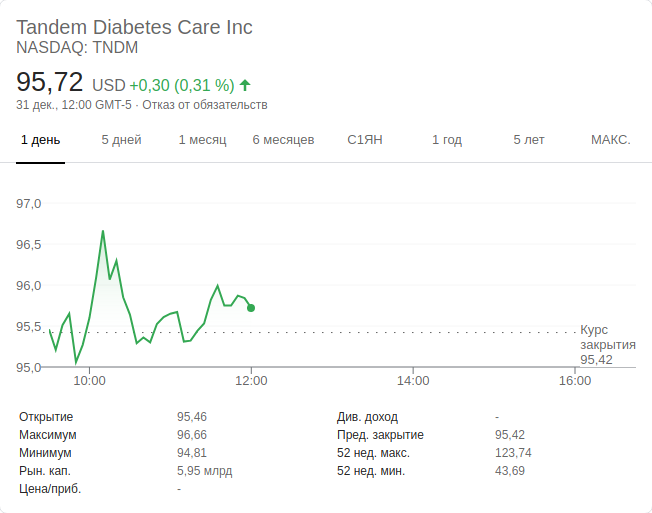 Tandem Diabetes Care Inc
NASDAQ: TNDM
95,72 USD +0,30 (0,31 %)
31 дек., 12:00 GMT-5 · Отказ от обязательств
1 день 5 дней 1 месяц 6 месяцев С1ЯН 1 год 5 лет МАКС.
97,0
96,5
96,0
95,5
95,0
Курс
закрытия
95,42
10:00 12:00 14:00 16:00
Открытие 95,46 Див. доход -
Максимум 96,66 Пред. закрытие 95,42
Минимум 94,81 52 нед. макс. 123,74
Рын. кап. 5,95 млрд 52 нед. мин. 43,69
Цена/приб. -